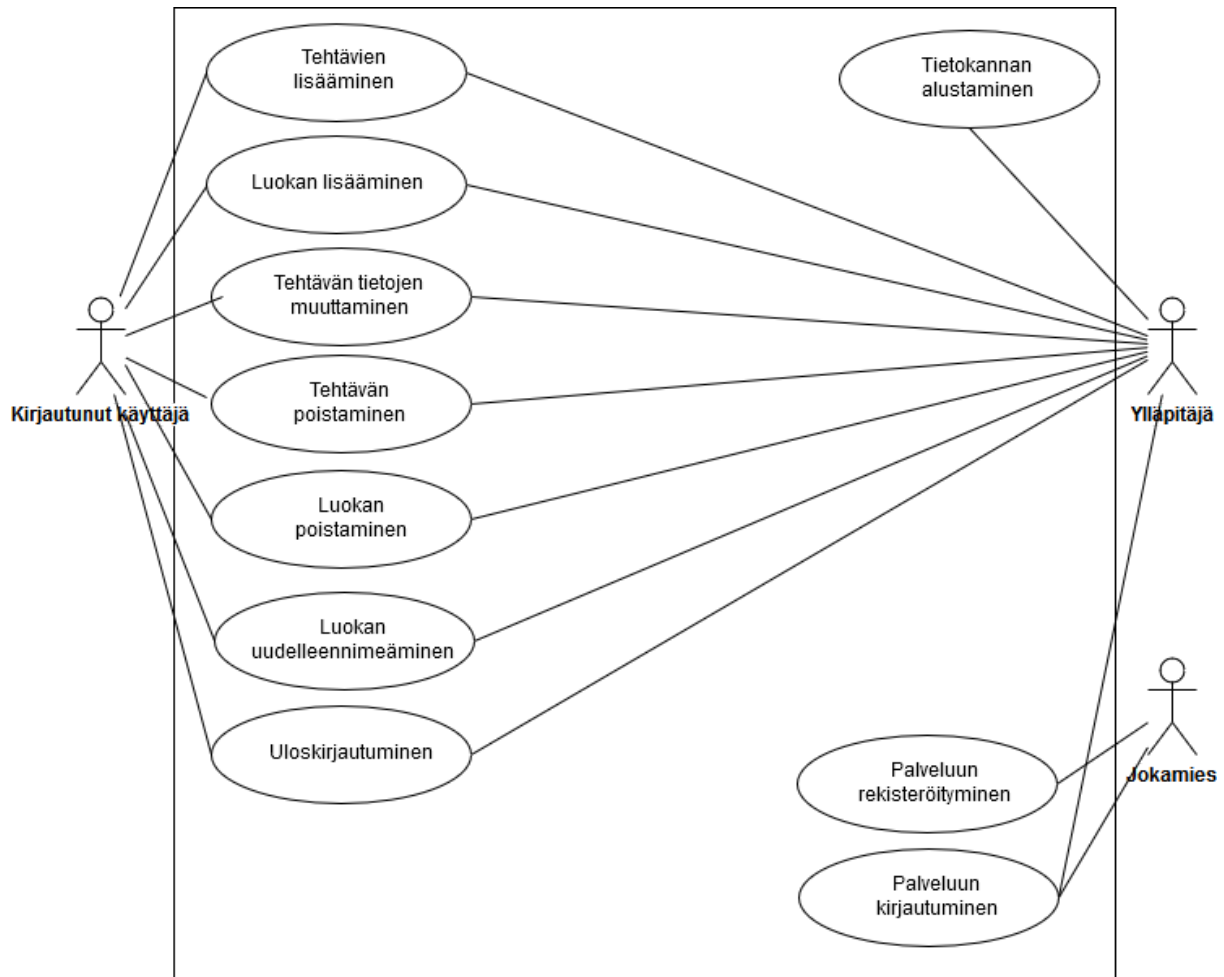 Tehtävien
lisääminen
Tietokannan
alustaminen
Luokan lisääminen
Tehtävän tietojen
muuttaminen
Tehtävän
poistaminen
Kirjautunut käyttäjä
Ylläpitäjä
Luokan
poistaminen
Luokan
uudelleennimeäminen
Uloskirjautuminen
Palveluun
rekisteröityminen
Jokamies
Palveluun
kirjautuminen